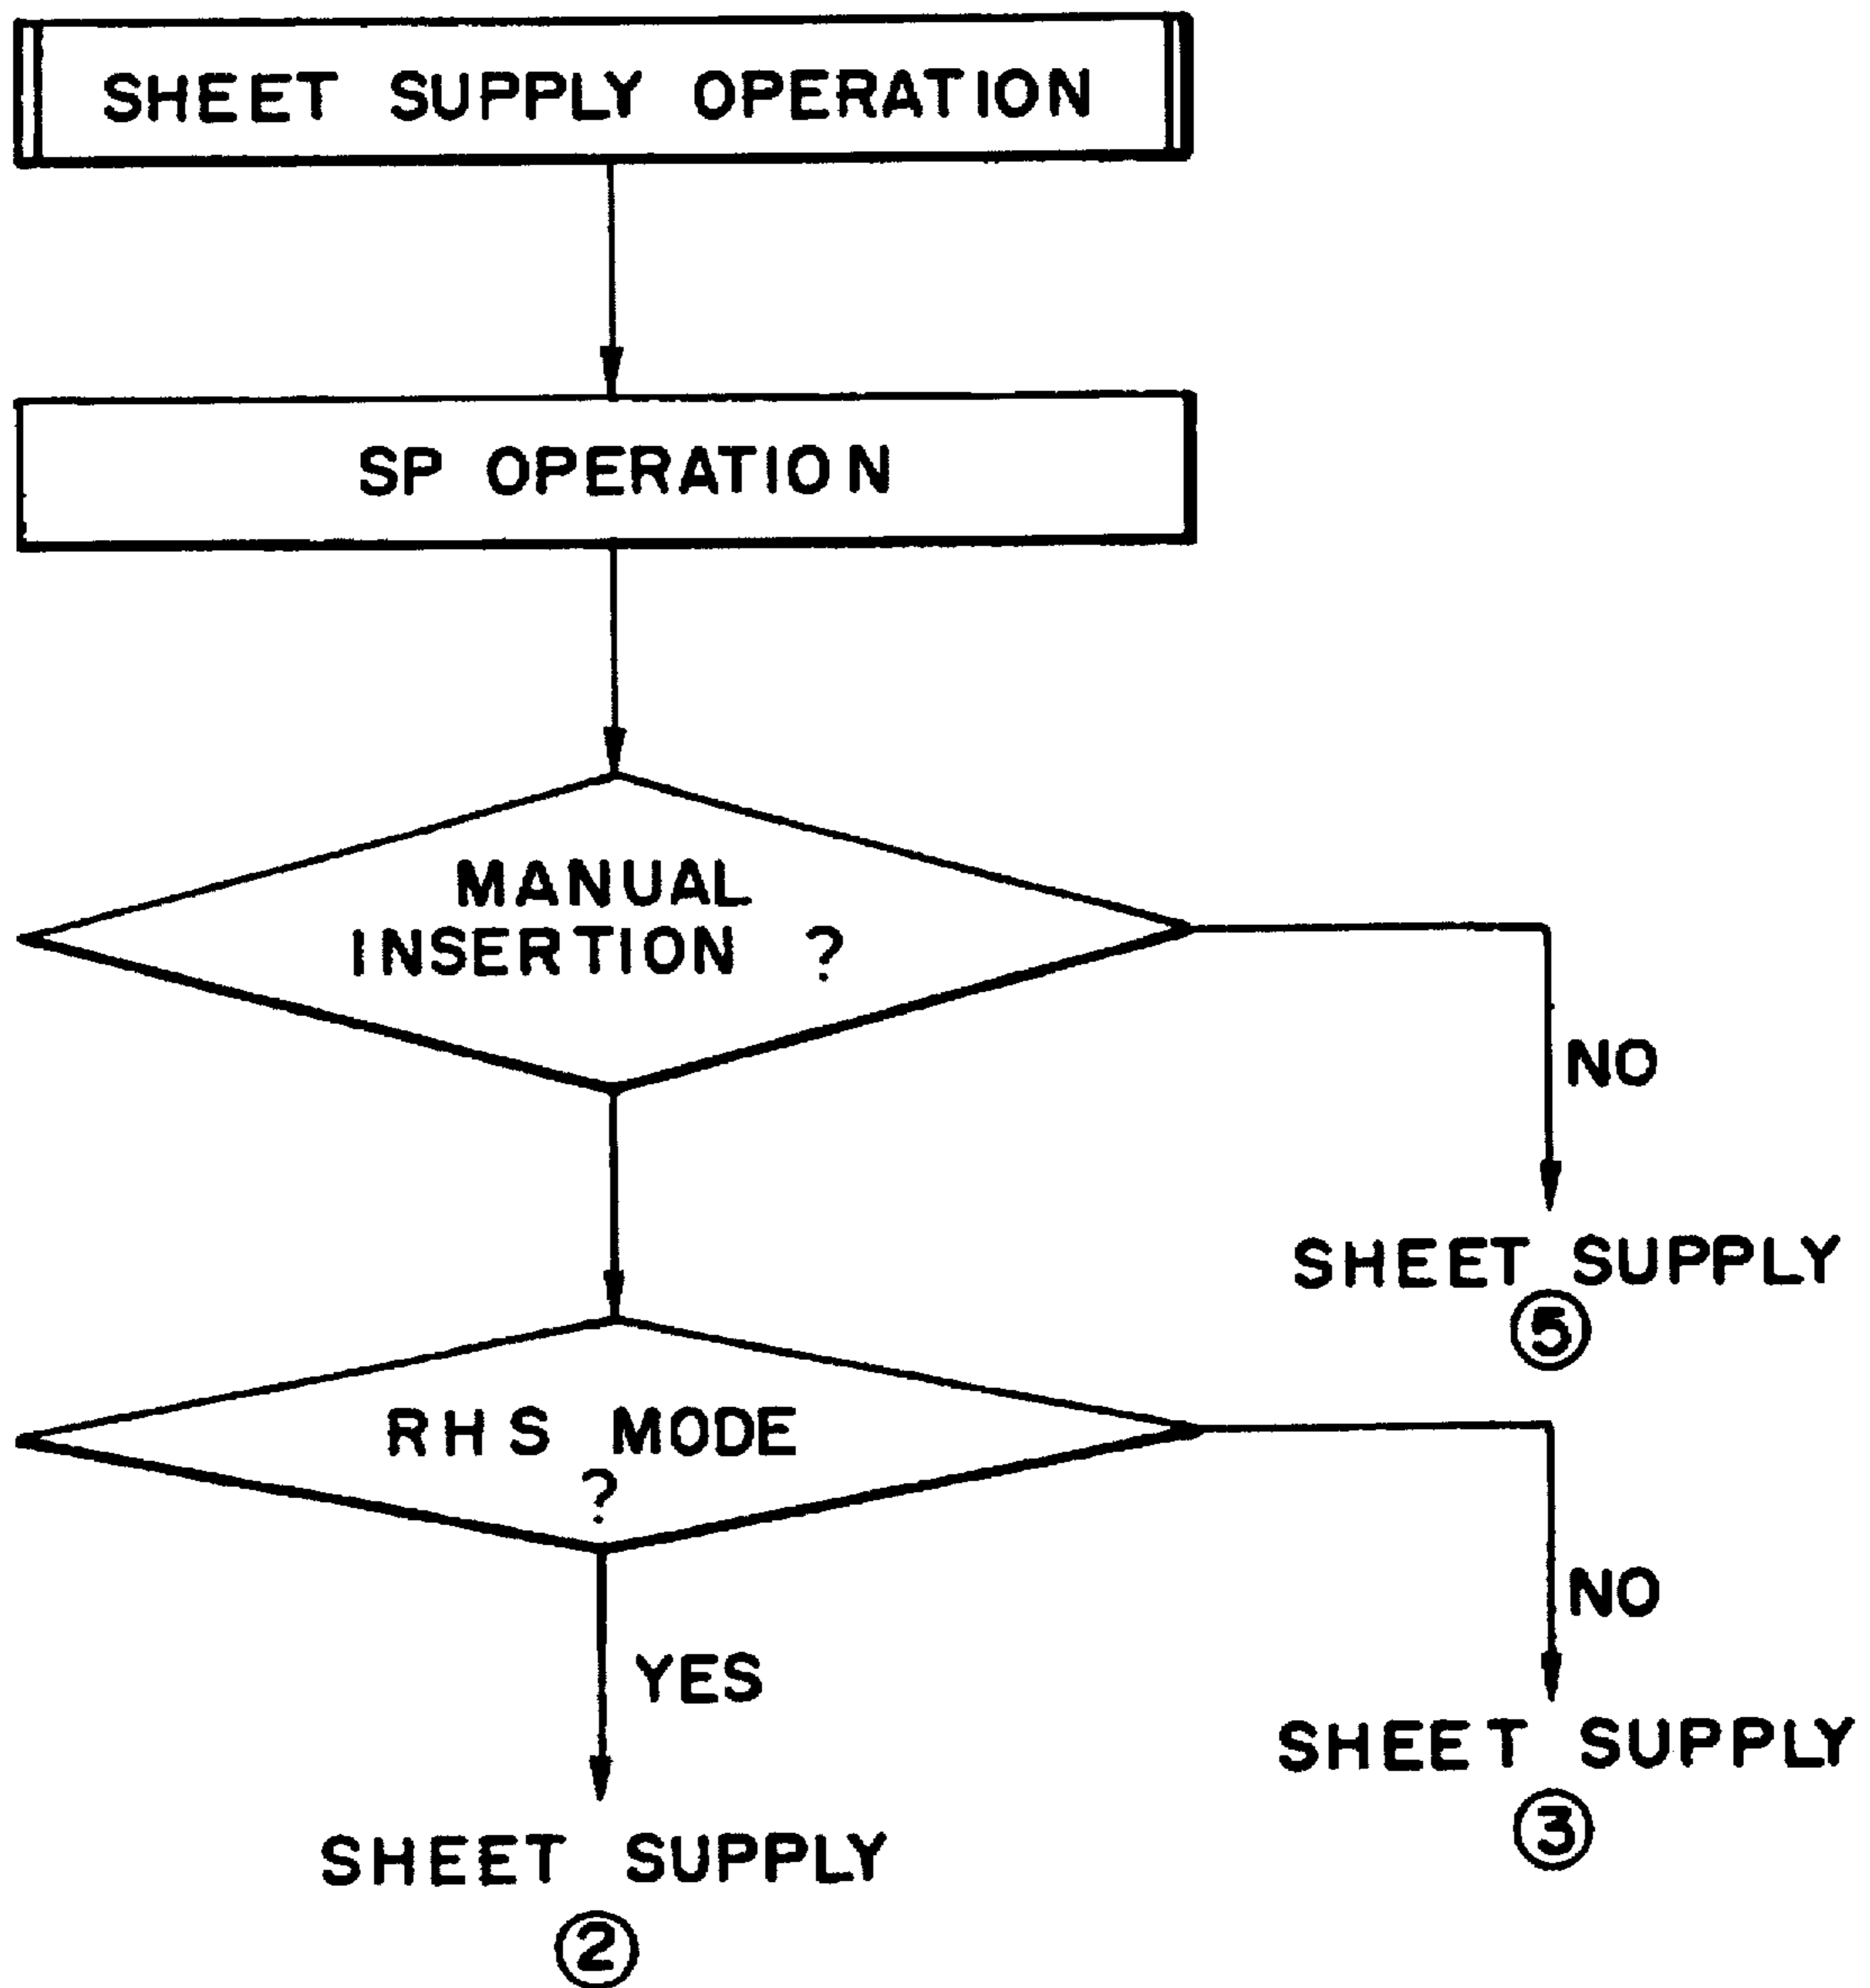 SHEET SUPPLY OPERATION
SP OPERATION
MANUAL
INSERTION ?
NO
SHEET SUPPLY
⑤
RHS MODE
?
NO
YES
SHEET SUPPLY
③
SHEET SUPPLY
②